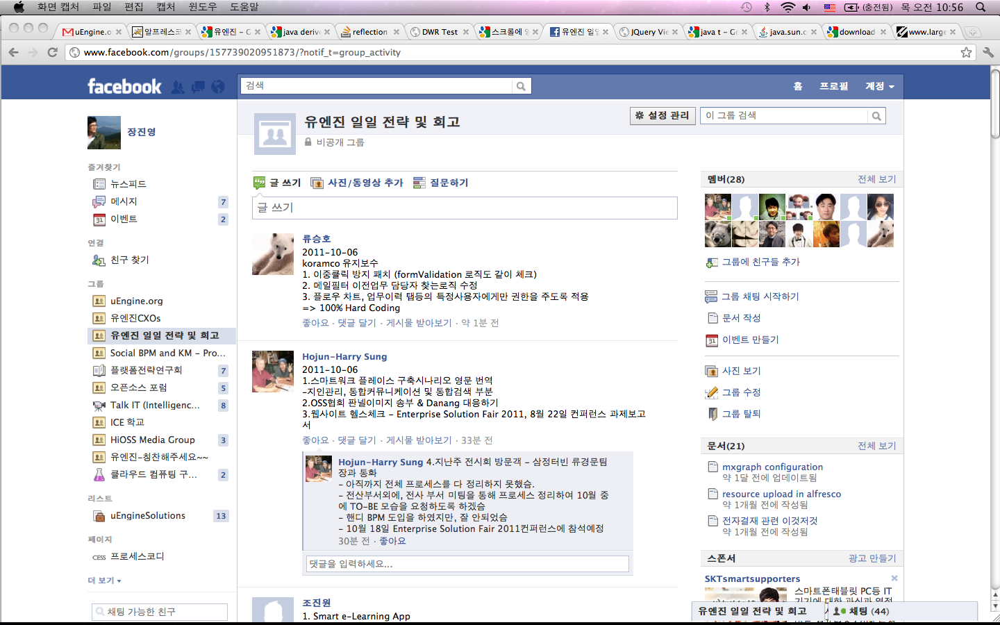 화면 캡처 파일 편집 캡처 윈도우 도움말 (충전됨) 목 오전 10:56
uEngine.o 알프레스코 유엔진 - G java derive reflection DWR Test 스크롤에 유엔진 일일 JQuery Vie java t - Go java.sun.c download www.large
www.facebook.com/groups/157739020951873/?notif_t=group_activity
facebook 검색 홈 프로필 계정
장진영
유엔진 일일 전략 및 회고
설정 관리 이 그룹 검색
비공개 그룹
즐겨찾기
뉴스피드
메시지 7
31 이벤트 2
연결
친구 찾기
그룹
uEngine.org
유엔진CXOs
유엔진 일일 전략 및 회고
Social BPM and KM - Pro...
플랫폼전략연구회 7
오픈소스 포럼 5
Talk IT (Intelligenc... 8
ICE 학교
HiOSS Media Group 3
유엔진-칭찬해주세요~~
클라우드 컴퓨팅 구... 2
리스트
uEngineSolutions 13
페이지
CESS 프로세스코디
더 보기
채팅 가능한 친구
글 쓰기 사진/동영상 추가 질문하기
글 쓰기
류승호
2011-10-06
koramco 유지보수
1. 이중클릭 방지 패치 (formValidation 로직도 같이 체크)
2. 메일필터 이전업무 담당자 찾는로직 수정
3. 플로우 차트, 업무이력 탭등의 특정사용자에게만 권한을 주도록 적용
=> 100% Hard Coding
좋아요 · 댓글 달기 · 게시물 받아보기 · 약 1분 전
Hojun-Harry Sung
2011-10-06
1.스마트워크 플레이스 구축시나리오 영문 번역
-지인관리, 통합커뮤니케이션 및 통합검색 부분
2.OSS협회 판넬이미지 송부 & Danang 대응하기
3.웹사이트 헬스체크 - Enterprise Solution Fair 2011, 8월 22일 컨퍼런스 과제보고
서
좋아요 · 댓글 달기 · 게시물 받아보기 · 33분 전
Hojun-Harry Sung 4.지난주 전시회 방문객 - 삼정터빈 류경문팀
장과 통화
- 아직까지 전체 프로세스를 다 정리하지 못했슴.
- 전산부서외에, 전사 부서 미팅을 통해 프로세스 정리하여 10월 중
에 TO-BE 모습을 요청하도록 하겠슴
- 핸디 BPM 도입을 하였지만, 잘 안되었슴
- 10월 18일 Enterprise Solution Fair 2011컨퍼런스에 참석예정
30분 전 · 좋아요
댓글을 입력하세요...
조진원
1. Smart e-Learning App
멤버(28) 전체 보기
그룹에 친구들 추가
그룹 채팅 시작하기
문서 작성
31 이벤트 만들기
사진 보기
그룹 수정
그룹 탈퇴
문서(21) 전체 보기
mxgraph configuration
약 1달 전에 업데이트됨
resource upload in alfresco
약 1개월 전에 작성됨
전자결재 관련 이것저것
약 1개월 전에 작성됨
스폰서 광고 만들기
SKTsmartsupporters
스마트폰태블릿 PC등 IT
기기에 대한 관심과 열정
유엔진 일일 전략 및 회고 채팅 (44)